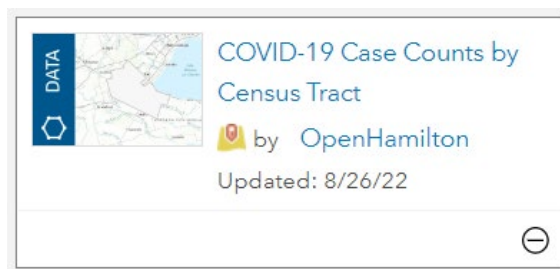 DATA
COVID-19 Case Counts by
Census Tract
by OpenHamilton
Updated: 8/26/22